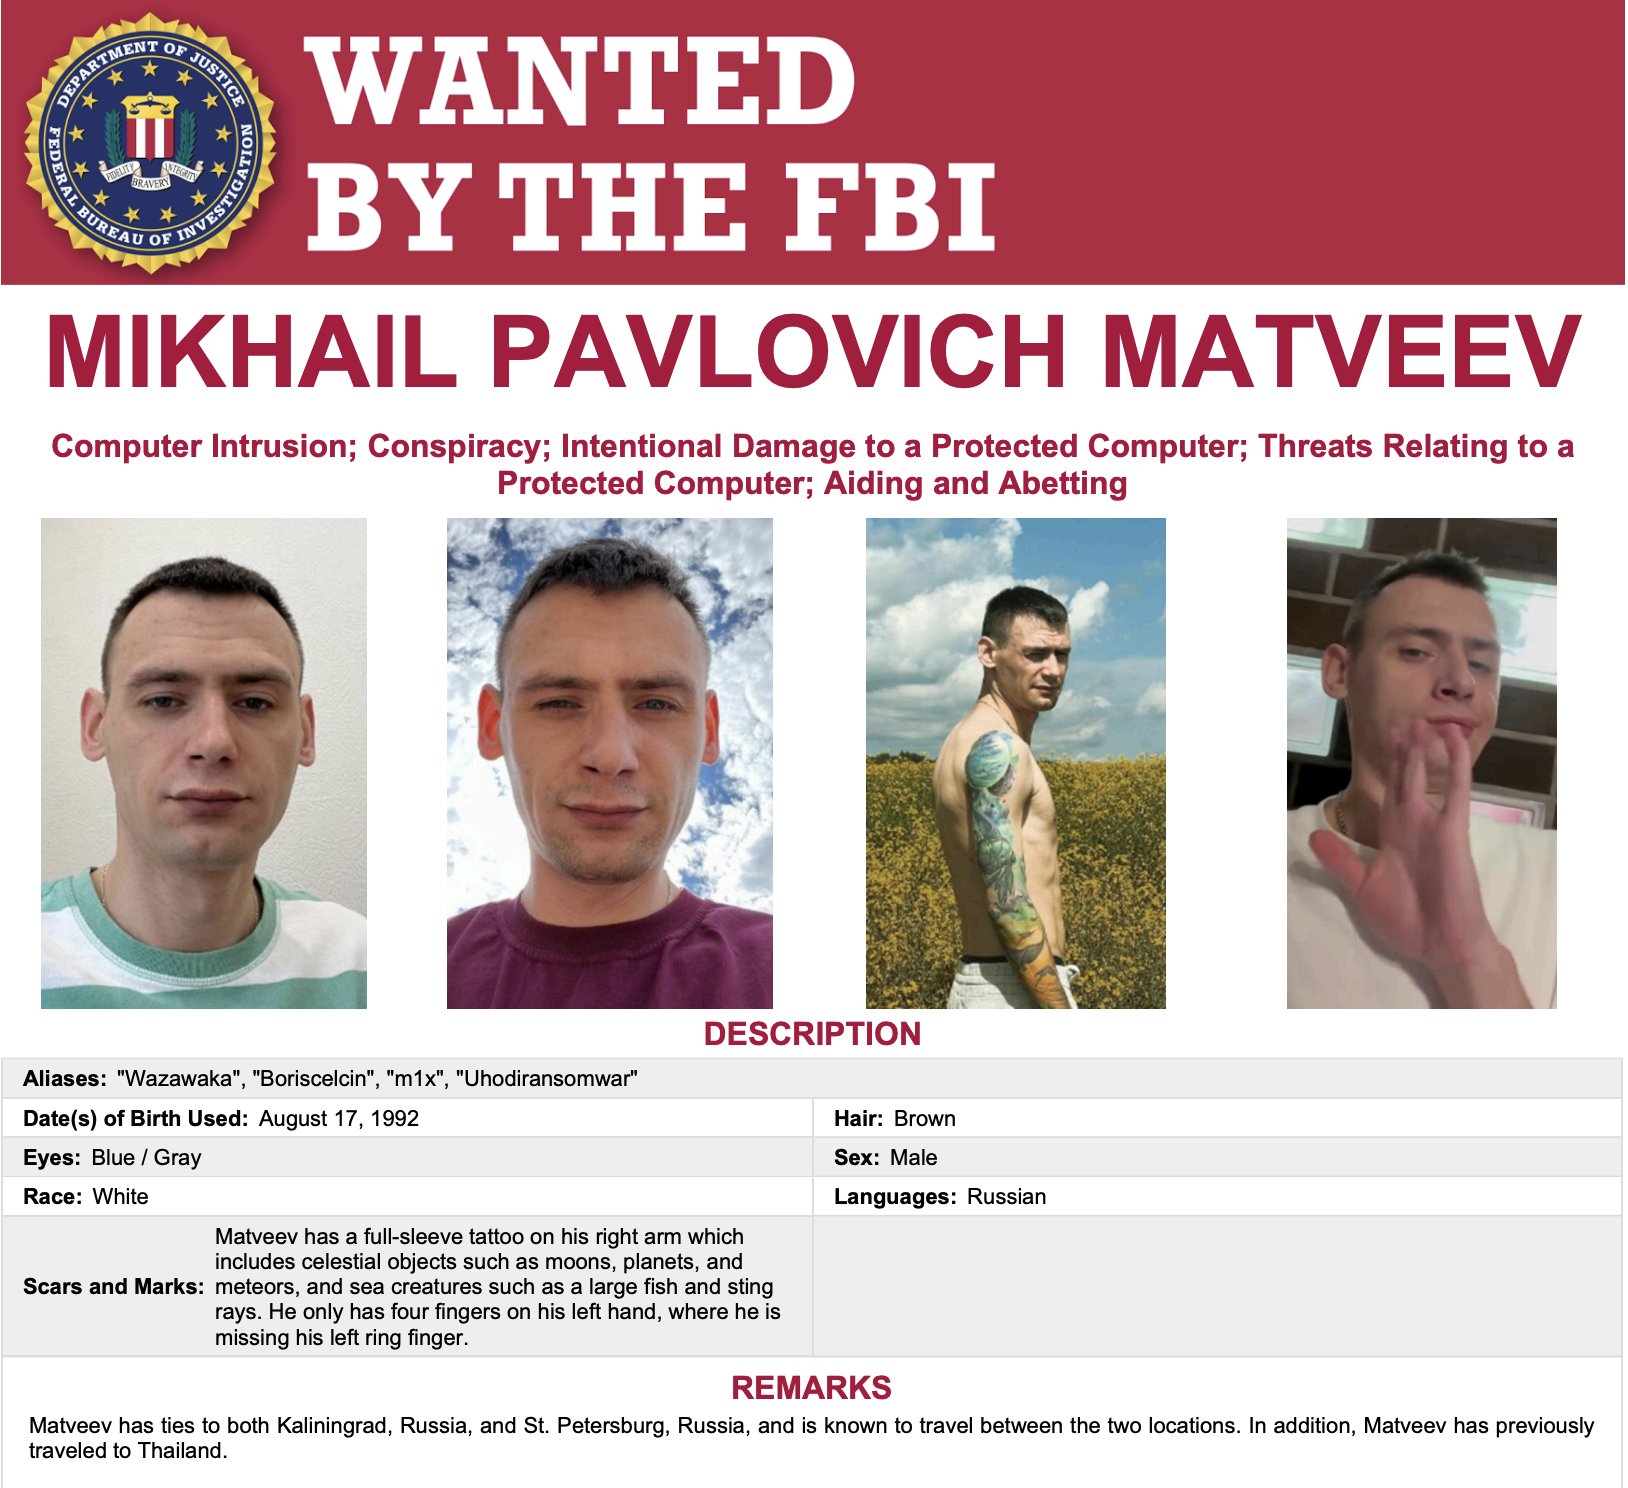 DEPARTMENT OF JUSTICE
FEDERAL BUREAU OF INVESTIGATION
FIDELITY BRAVERY INTEGRITY
WANTED
BY THE FBI
MIKHAIL PAVLOVICH MATVEEV
Computer Intrusion; Conspiracy; Intentional Damage to a Protected Computer; Threats Relating to a
Protected Computer; Aiding and Abetting
DESCRIPTION
Aliases: "Wazawaka", "Boriscelcin", "m1x", "Uhodiransomwar"
Date(s) of Birth Used: August 17, 1992
Hair: Brown
Eyes: Blue / Gray
Sex: Male
Race: White
Languages: Russian
Scars and Marks:
Matveev has a full-sleeve tattoo on his right arm which
includes celestial objects such as moons, planets, and
meteors, and sea creatures such as a large fish and sting
rays. He only has four fingers on his left hand, where he is
missing his left ring finger.
REMARKS
Matveev has ties to both Kaliningrad, Russia, and St. Petersburg, Russia, and is known to travel between the two locations. In addition, Matveev has previously
traveled to Thailand.